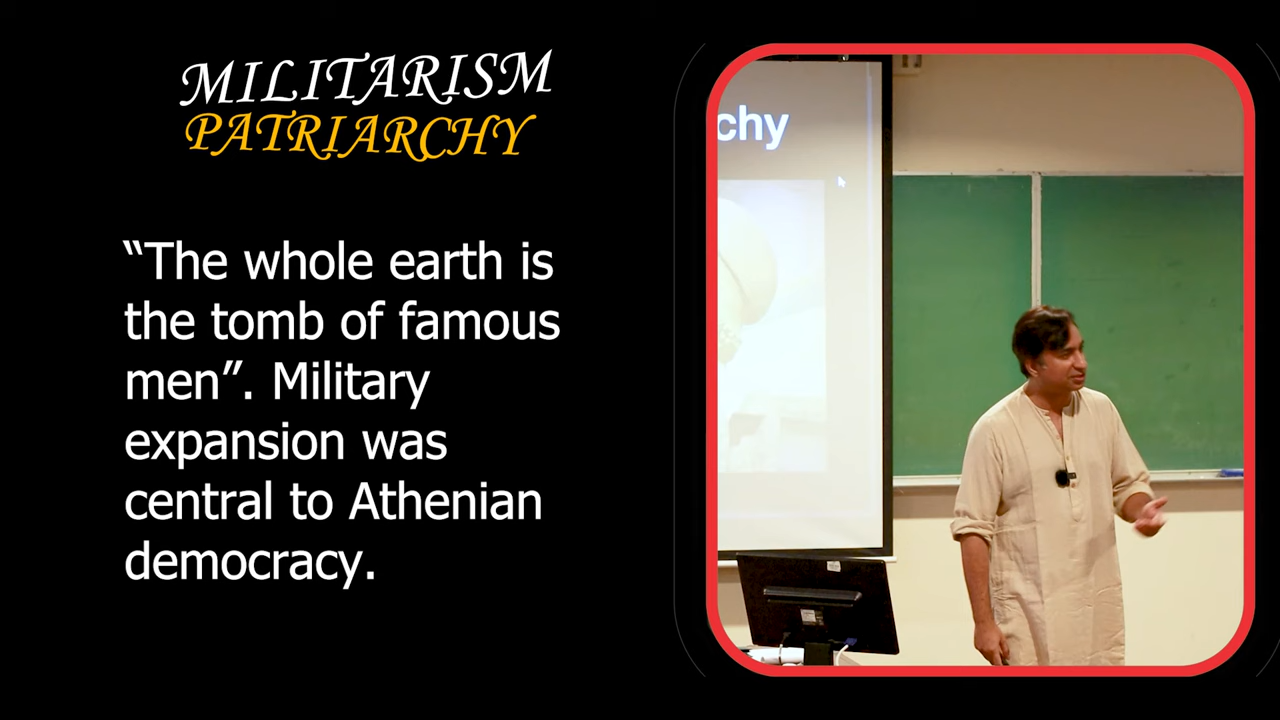 MILITARISM
PATRIARCHY
“The whole earth is
the tomb of famous
men”. Military
expansion was
central to Athenian
democracy.
chy